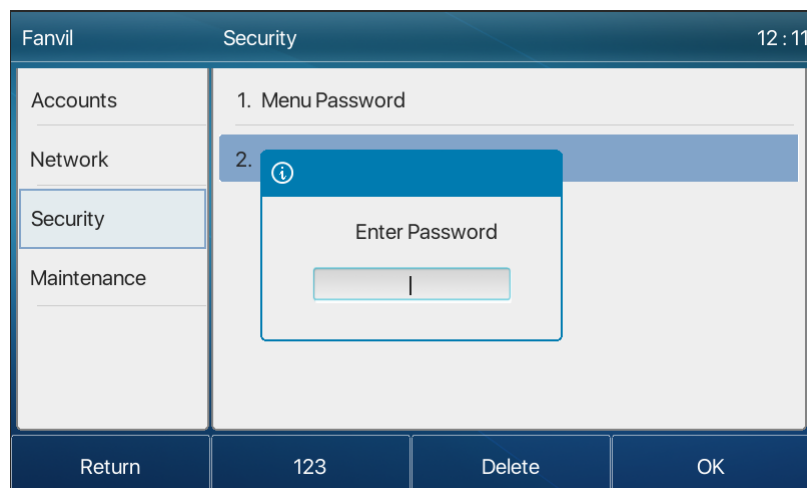 Fanvil Security 12 : 11
Accounts
1. Menu Password
Network
2.
Enter Password
Security
Maintenance
Return 123 Delete OK